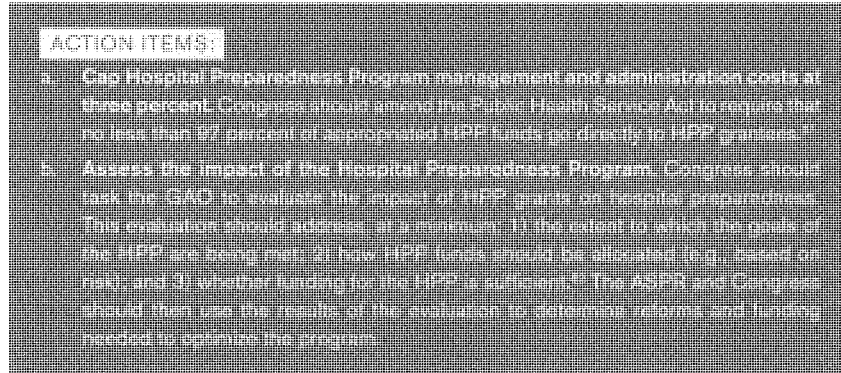 ACTION ITEMS:
a. Cap Hospital Preparedness Program management and administration costs at
three percent. Congress should amend the Public Health Service Act to require that
no less than 97 percent of appropriated HPP funds go directly to HPP grantees.
b. Assess the impact of the Hospital Preparedness Program. Congress should
task the GAO to evaluate the impact of HPP grants on hospital preparedness.
This evaluation should address, at a minimum: 1) the extent to which the goals of
the HPP are being met; 2) how HPP funds should be allocated (e.g., based on
risk); and 3) whether funding for the HPP is sufficient. The ASPR and Congress
should then use the results of the evaluation to determine reforms and funding
needed to optimize the program.